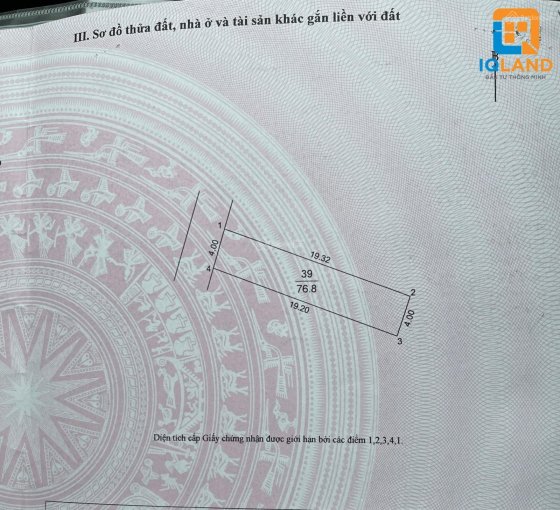 III. Sơ đồ thửa đất, nhà ở và tài sản khác gắn liền với đất
IQLAND
ĐẦU TƯ THÔNG MINH
B
1
4.00
19.32
4
39
76.8
2
19.20
4.00
3
Diện tích cấp Giấy chứng nhận được giới hạn bởi các điểm 1,2,3,4,1.